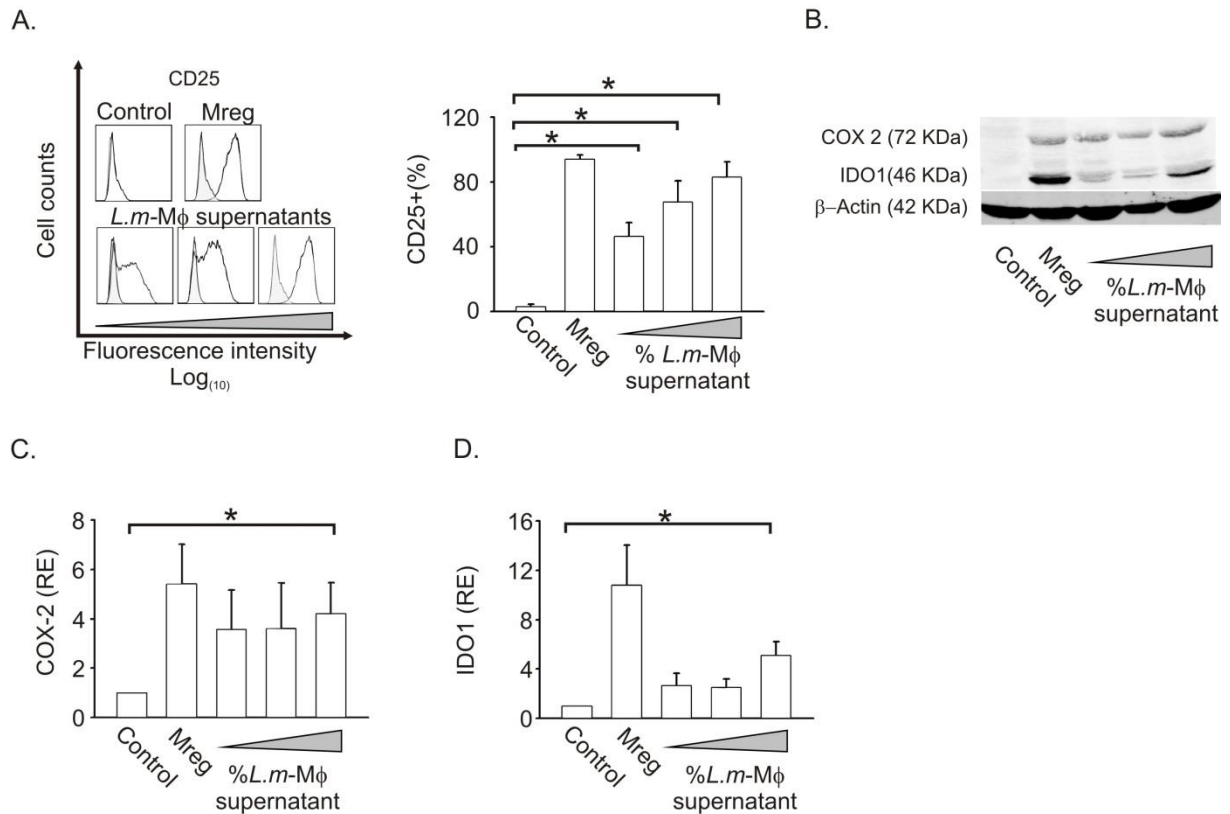 A.
CD25
Control Mreg
L.m-Mϕ supernatants
Cell counts
Fluorescence intensity
Log(10)
*
*
*
120
80
40
0
CD25+(%)
Control
Mreg
% L.m-Mϕ
supernatant
B.
COX 2 (72 KDa)
IDO1(46 KDa)
β–Actin (42 KDa)
Control
Mreg
%L.m-Mϕ
supernatant
C.
*
8
6
4
2
0
COX-2 (RE)
Control
Mreg
%L.m-Mϕ
supernatant
D.
*
16
12
8
4
0
IDO1 (RE)
Control
Mreg
%L.m-Mϕ
supernatant